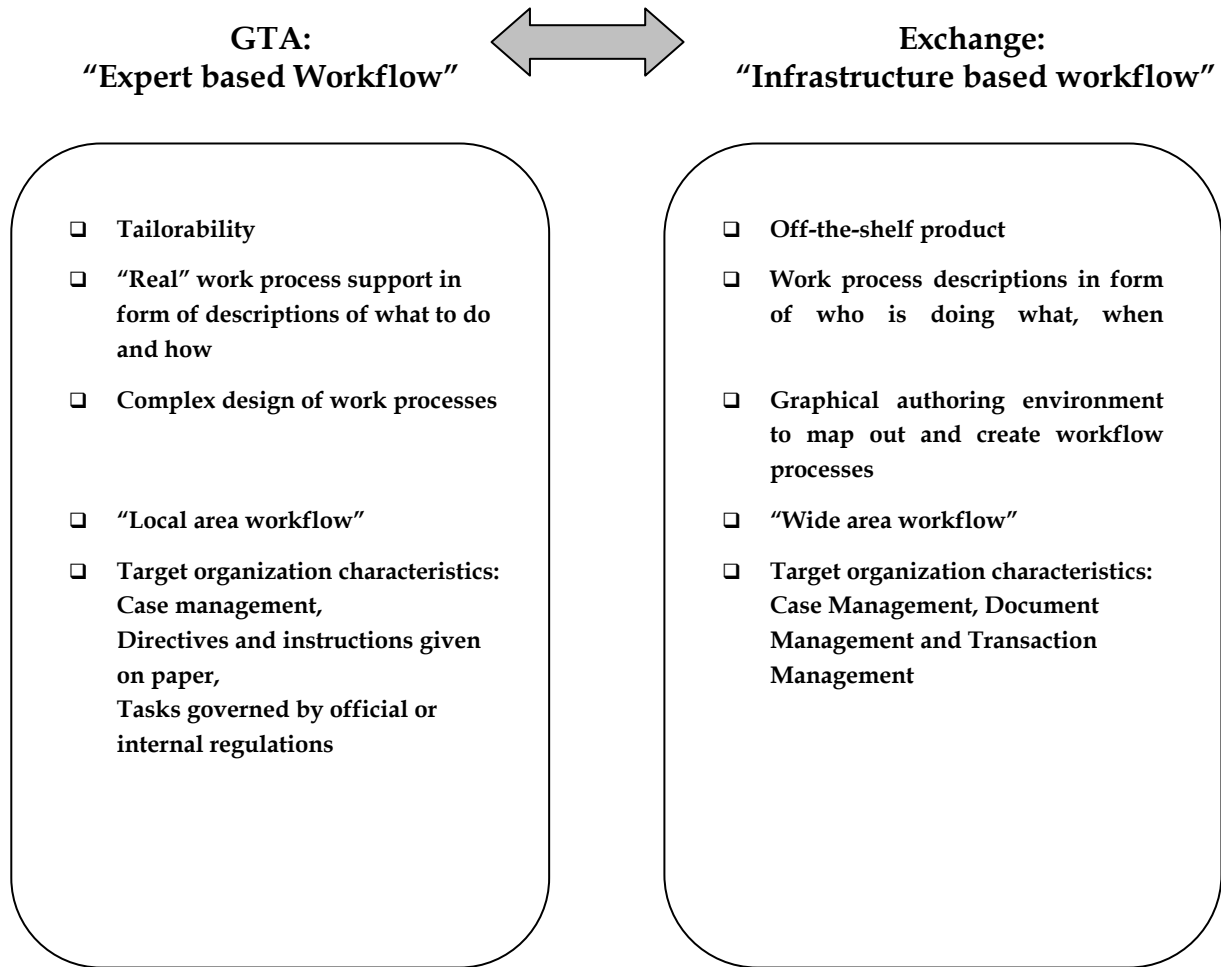 GTA:
“Expert based Workflow”
Exchange:
“Infrastructure based workflow”
❑ Tailorability
❑ “Real” work process support in
form of descriptions of what to do
and how
❑ Complex design of work processes
❑ “Local area workflow”
❑ Target organization characteristics:
Case management,
Directives and instructions given
on paper,
Tasks governed by official or
internal regulations
❑ Off-the-shelf product
❑ Work process descriptions in form
of who is doing what, when
❑ Graphical authoring environment
to map out and create workflow
processes
❑ “Wide area workflow”
❑ Target organization characteristics:
Case Management, Document
Management and Transaction
Management